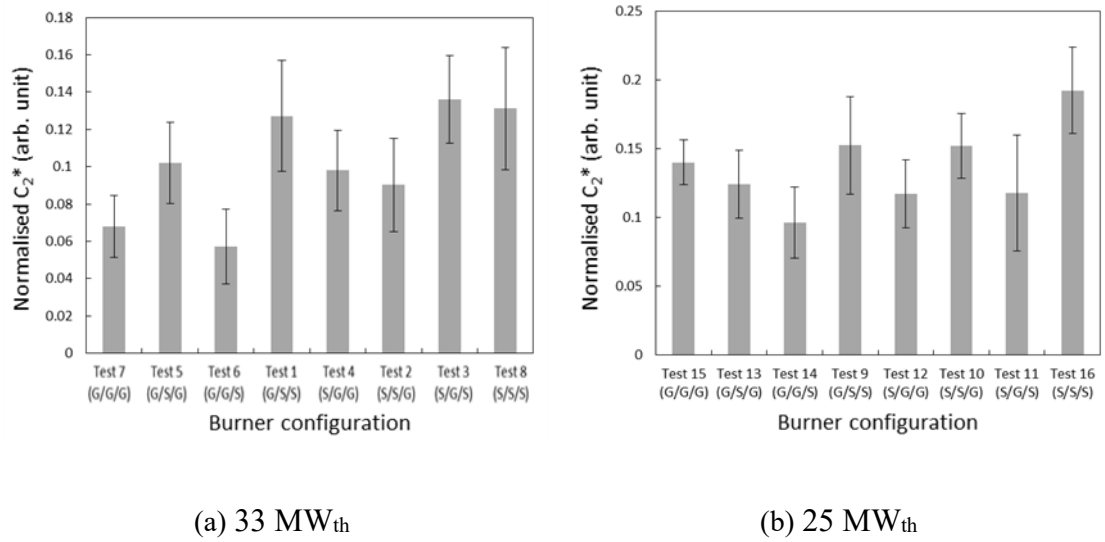 Normalised C₂* (arb. unit)
0.18
0.16
0.14
0.12
0.1
0.08
0.06
0.04
0.02
0
Test 7 Test 5 Test 6 Test 1 Test 4 Test 2 Test 3 Test 8
(G/G/G) (G/S/G) (G/G/S) (G/S/S) (S/G/G) (S/S/G) (S/G/S) (S/S/S)
Burner configuration
(a) 33 MWth
Normalised C₂* (arb. unit)
0.25
0.2
0.15
0.1
0.05
0
Test 15 Test 13 Test 14 Test 9 Test 12 Test 10 Test 11 Test 16
(G/G/G) (G/S/G) (G/G/S) (G/S/S) (S/G/G) (S/S/G) (S/G/S) (S/S/S)
Burner configuration
(b) 25 MWth